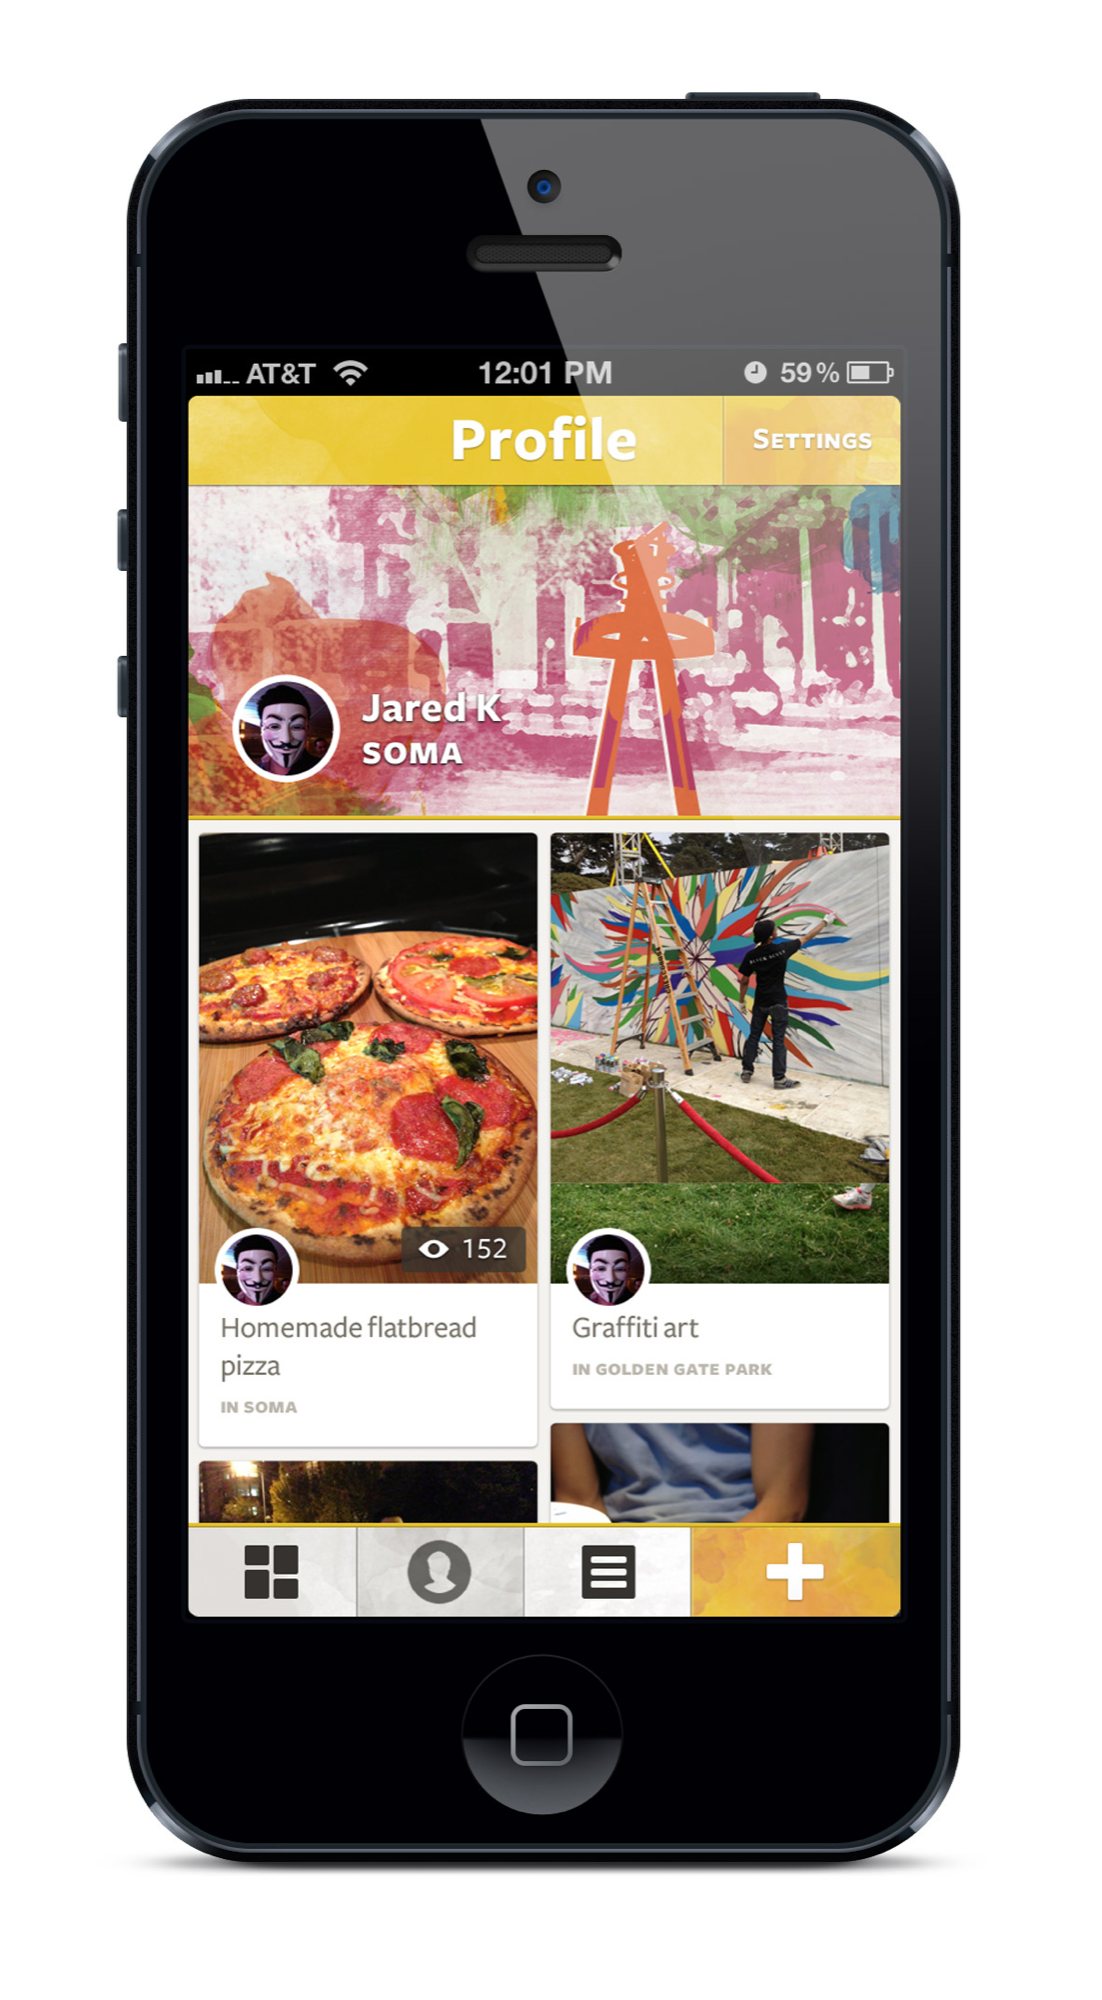 AT&T 12:01 PM 59%
Profile
SETTINGS
Jared K
SOMA
152
Homemade flatbread
pizza
IN SOMA
Graffiti art
IN GOLDEN GATE PARK